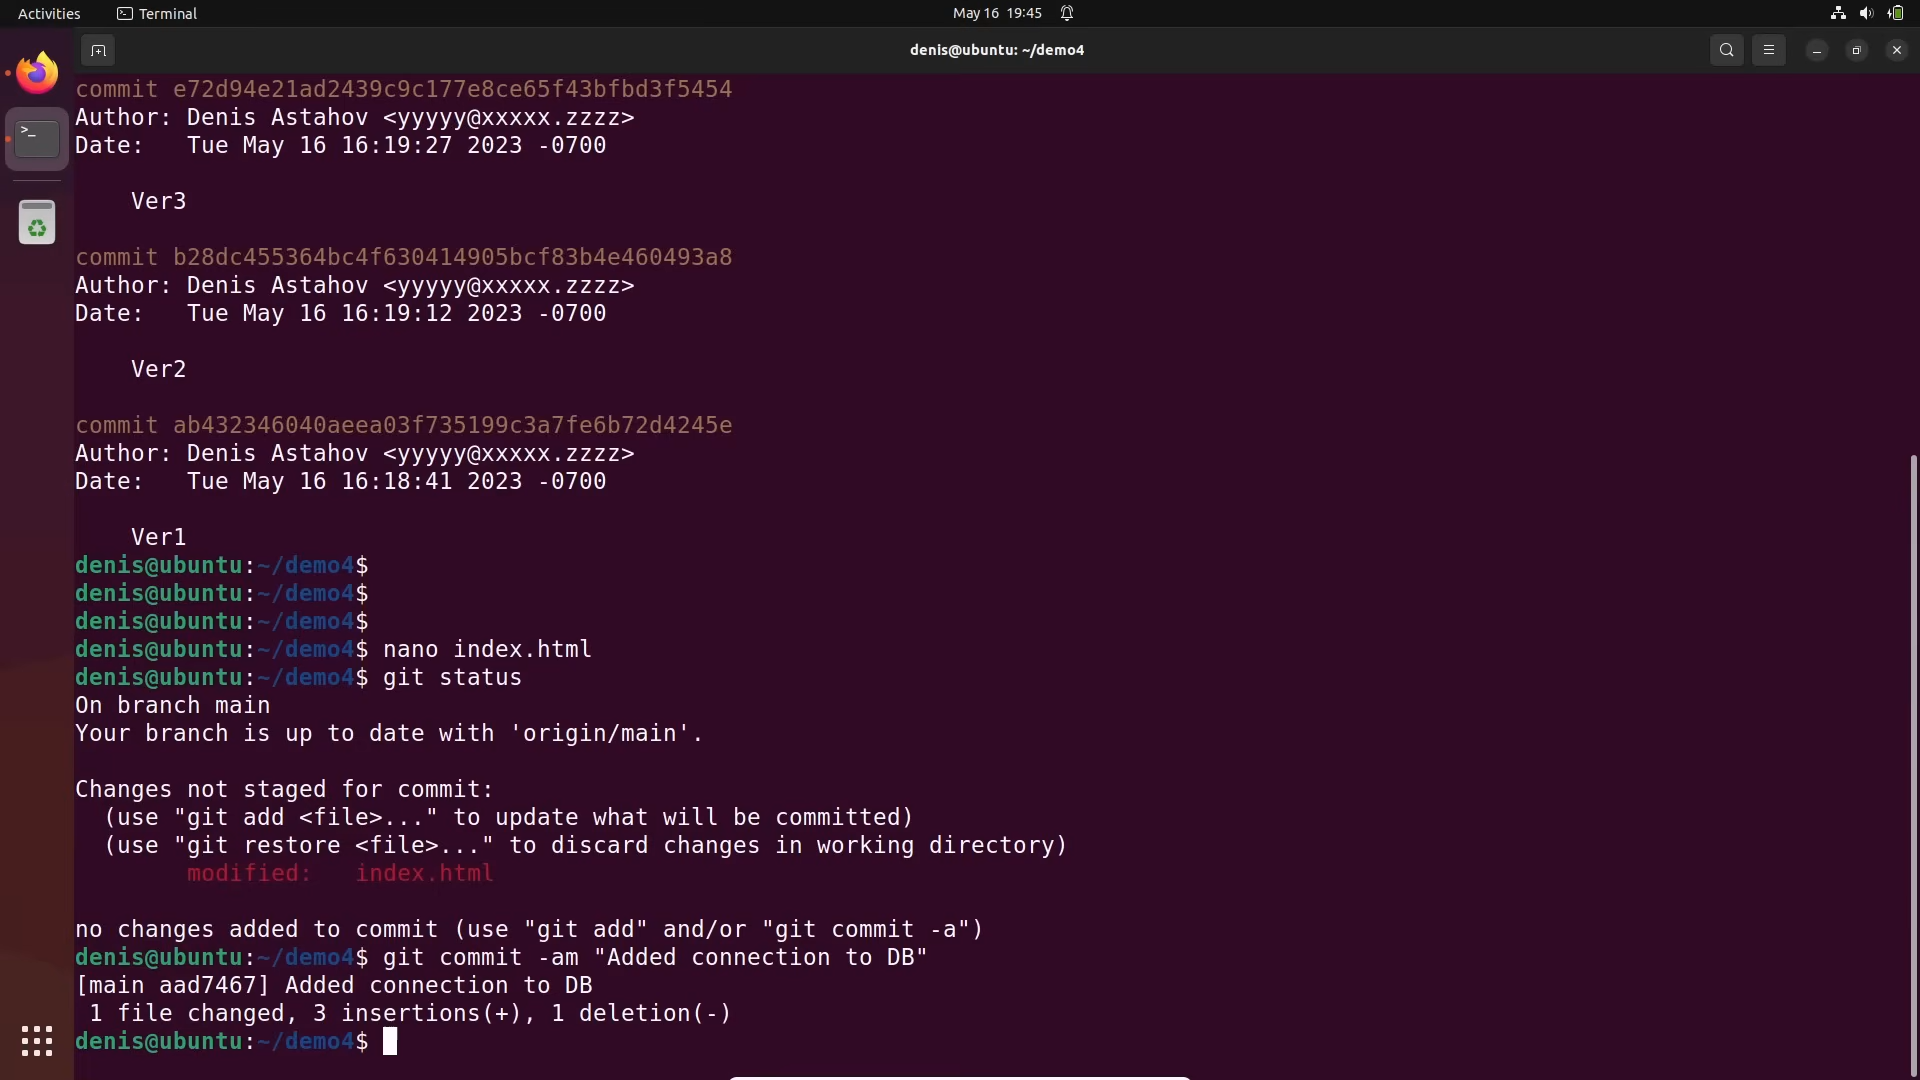 Activities
Terminal
May 16 19:45
denis@ubuntu: ~/demo4
commit e72d94e21ad2439c9c177e8ce65f43bfbd3f5454
Author: Denis Astahov <yyyyy@xxxxx.zzzz>
Date:   Tue May 16 16:19:27 2023 -0700
Ver3
commit b28dc455364bc4f630414905bcf83b4e460493a8
Author: Denis Astahov <yyyyy@xxxxx.zzzz>
Date:   Tue May 16 16:19:12 2023 -0700
Ver2
commit ab432346040aeea03f735199c3a7fe6b72d4245e
Author: Denis Astahov <yyyyy@xxxxx.zzzz>
Date:   Tue May 16 16:18:41 2023 -0700
Ver1
denis@ubuntu:~/demo4$
denis@ubuntu:~/demo4$
denis@ubuntu:~/demo4$
denis@ubuntu:~/demo4$ nano index.html
denis@ubuntu:~/demo4$ git status
On branch main
Your branch is up to date with 'origin/main'.
Changes not staged for commit:
  (use "git add <file>..." to update what will be committed)
  (use "git restore <file>..." to discard changes in working directory)
        modified:   index.html
no changes added to commit (use "git add" and/or "git commit -a")
denis@ubuntu:~/demo4$ git commit -am "Added connection to DB"
[main aad7467] Added connection to DB
 1 file changed, 3 insertions(+), 1 deletion(-)
denis@ubuntu:~/demo4$